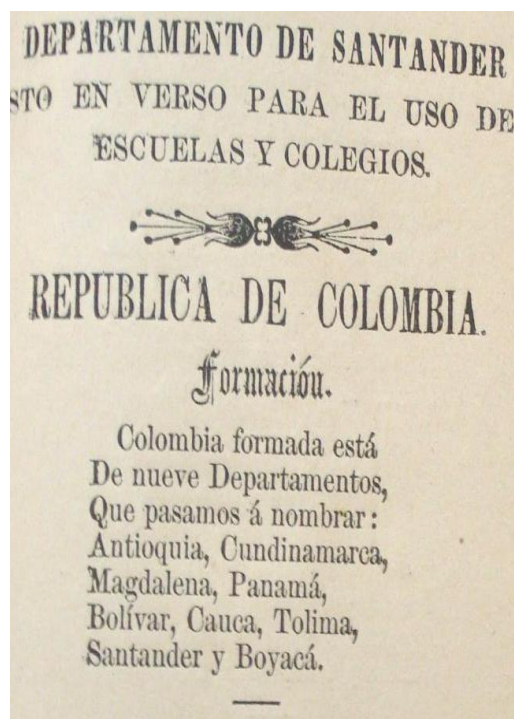 DEPARTAMENTO DE SANTANDER
STO EN VERSO PARA EL USO DE
ESCUELAS Y COLEGIOS.
REPUBLICA DE COLOMBIA.
Formación.
Colombia formada está
De nueve Departamentos,
Que pasamos á nombrar:
Antioquia, Cundinamarca,
Magdalena, Panamá,
Bolívar, Cauca, Tolima,
Santander y Boyacá.